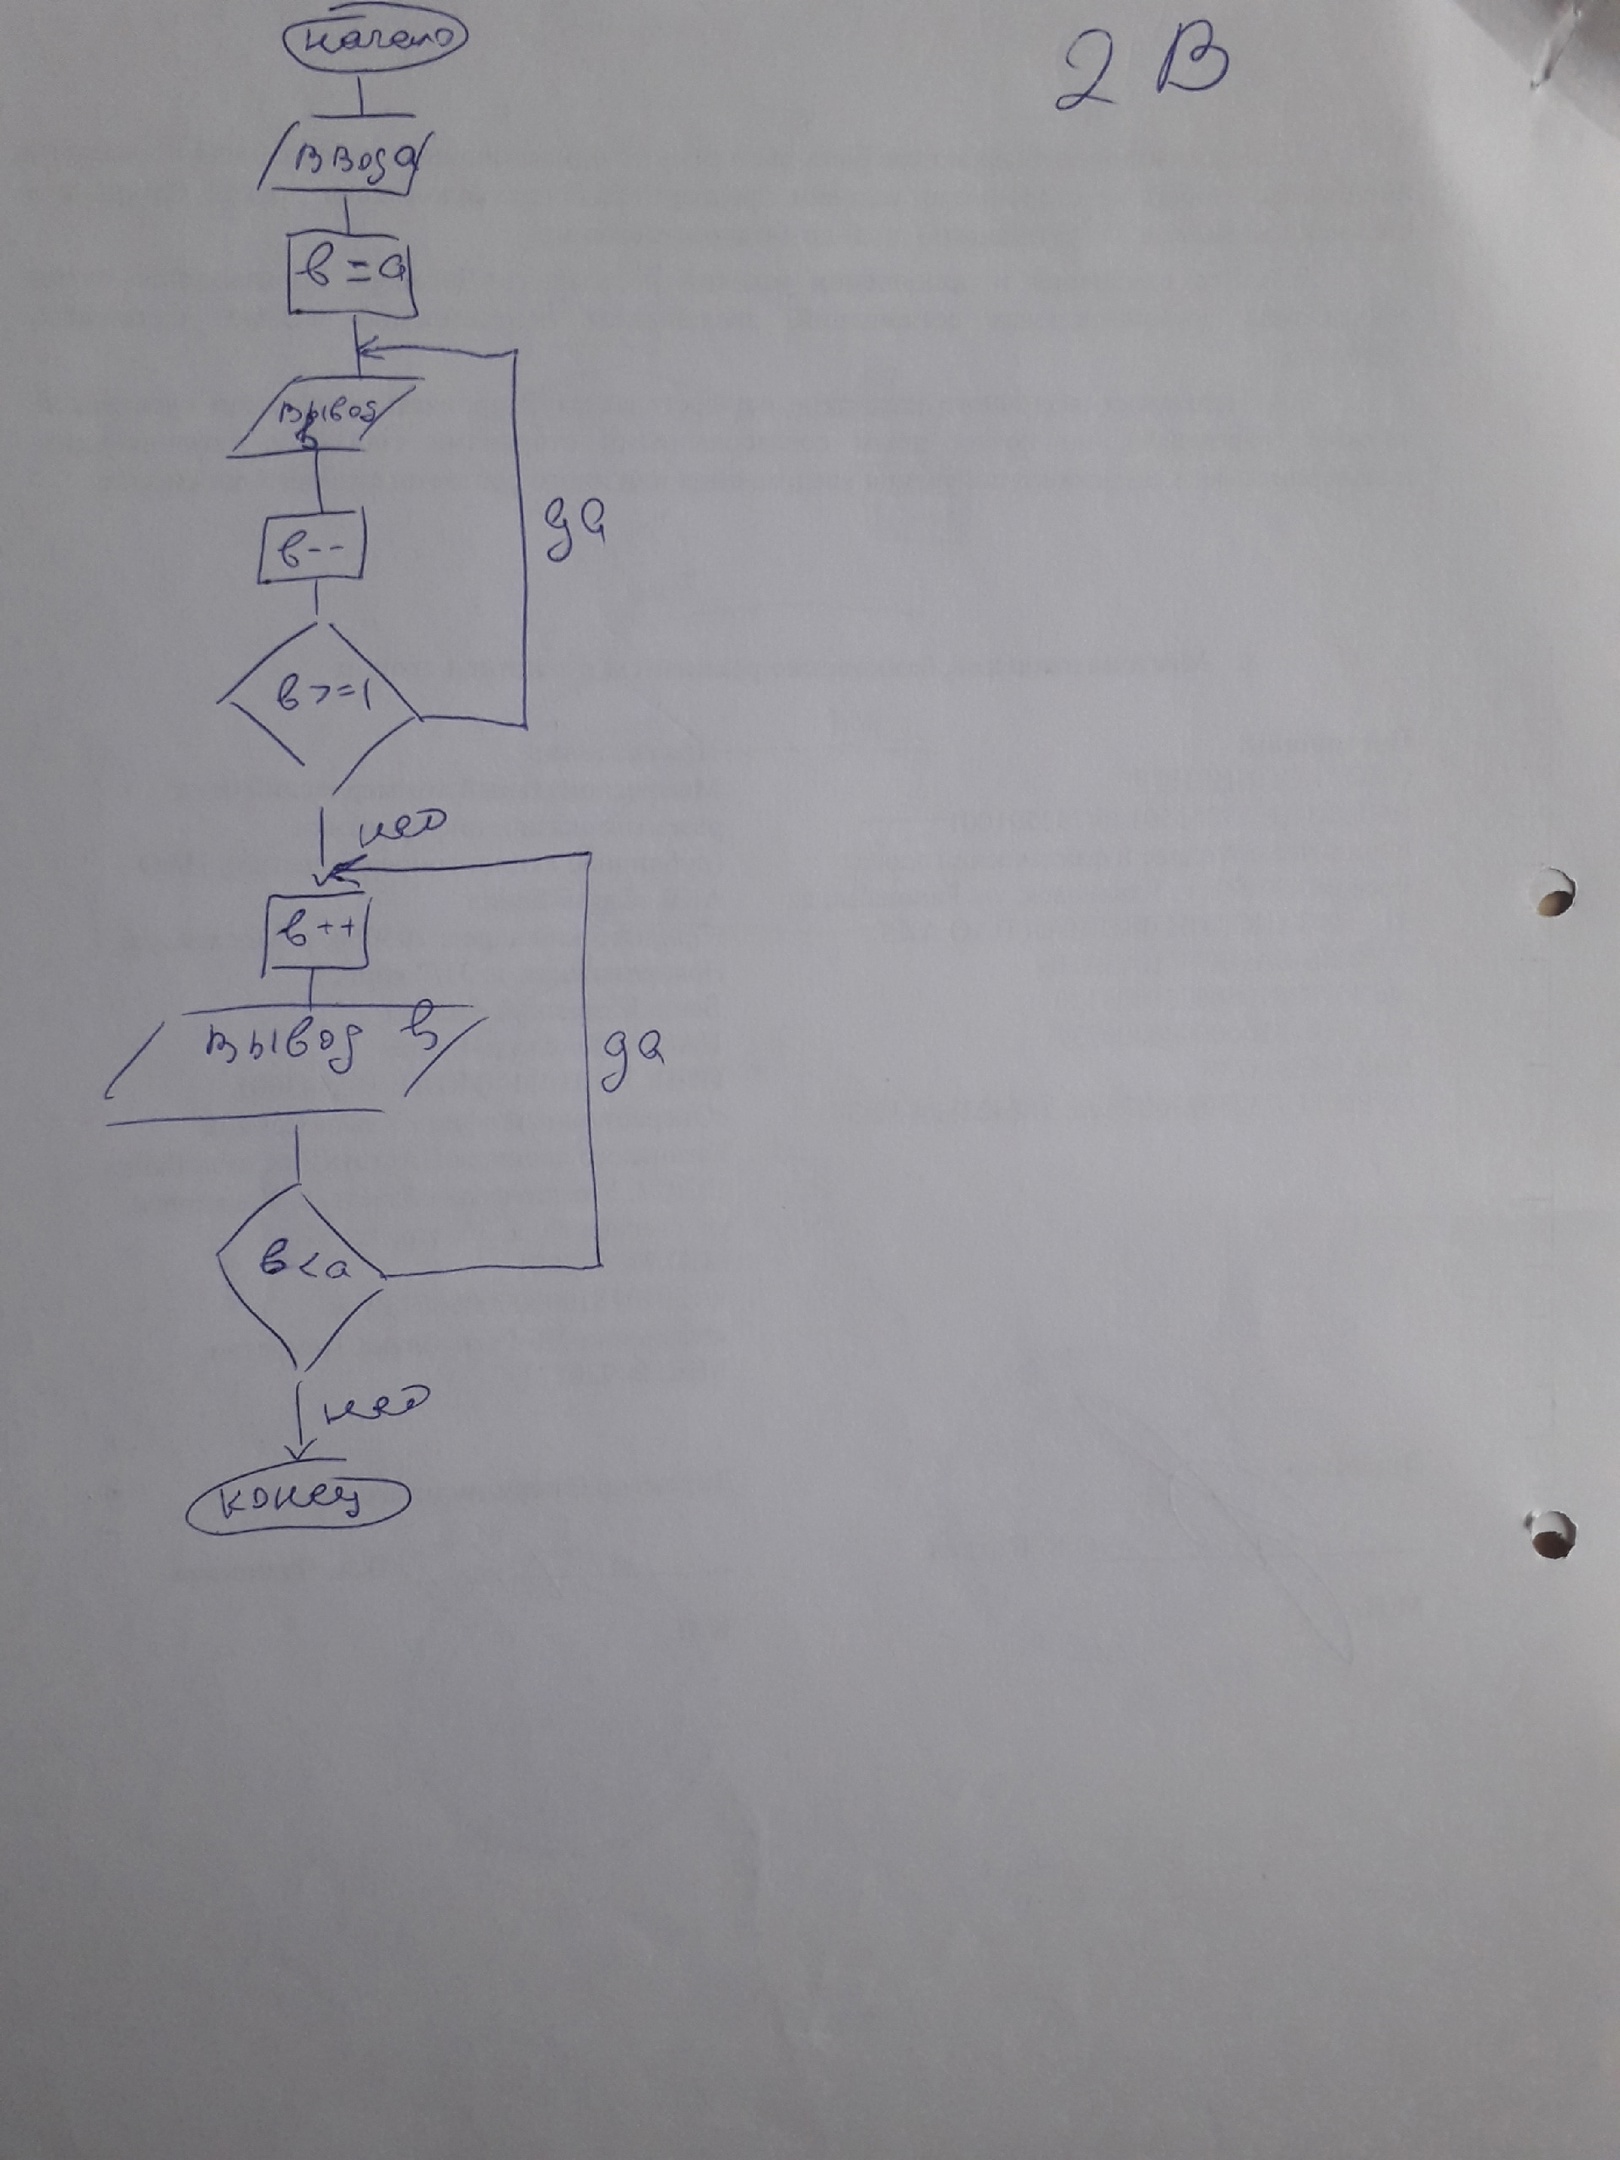 2 В
начало
ввод a
в = a
вывод
в
в--
да
в >= 1
нет
в++
вывод в
да
в < a
нет
конец